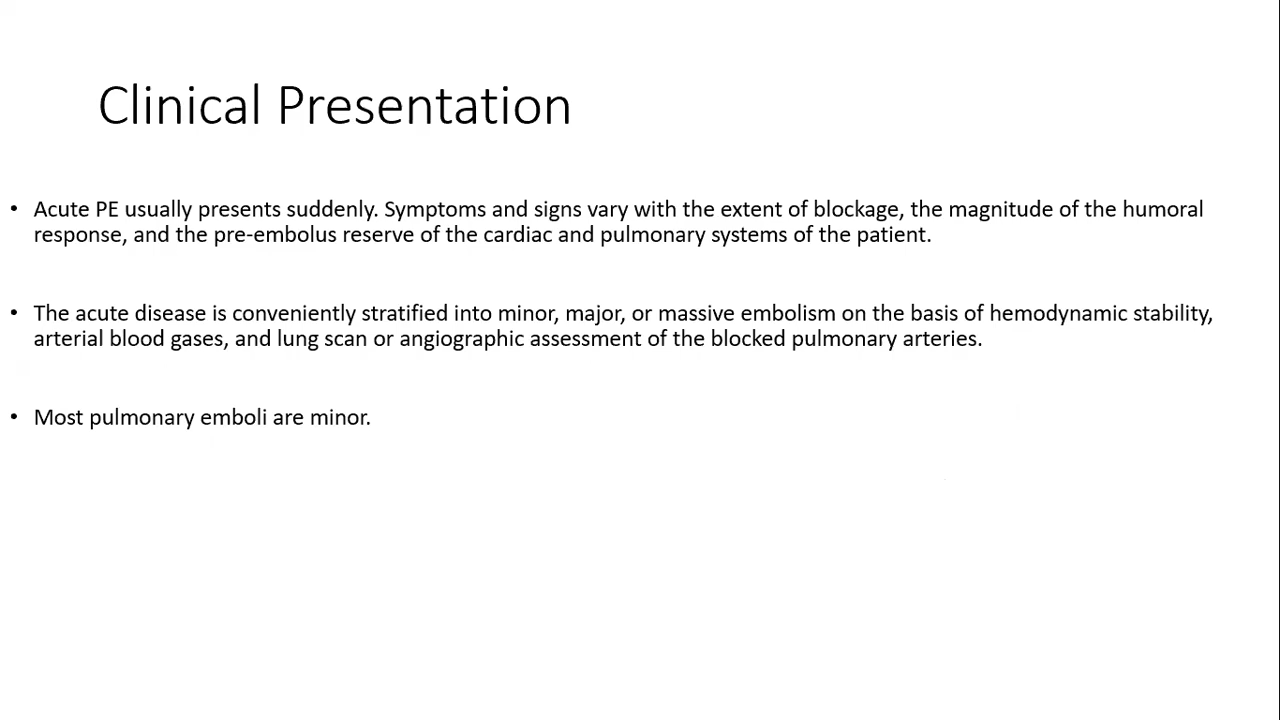 Clinical Presentation
• Acute PE usually presents suddenly. Symptoms and signs vary with the extent of blockage, the magnitude of the humoral
response, and the pre-embolus reserve of the cardiac and pulmonary systems of the patient.
• The acute disease is conveniently stratified into minor, major, or massive embolism on the basis of hemodynamic stability,
arterial blood gases, and lung scan or angiographic assessment of the blocked pulmonary arteries.
• Most pulmonary emboli are minor.